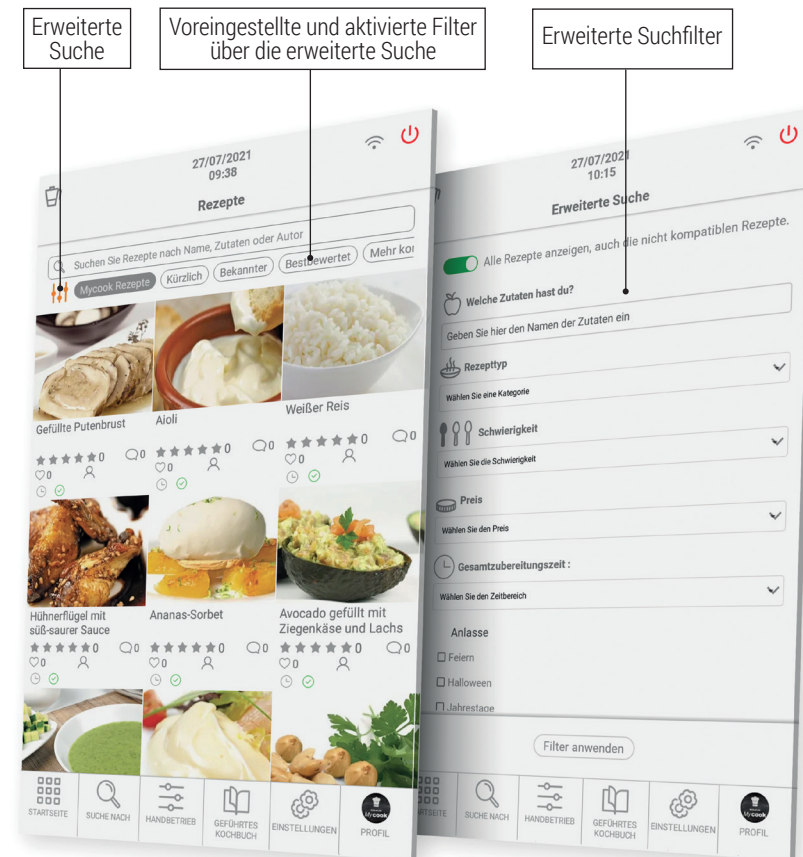 Erweiterte
Suche
Voreingestellte und aktivierte Filter
über die erweiterte Suche
Erweiterte Suchfilter
27/07/2021
09:38
Rezepte
Suchen Sie Rezepte nach Name, Zutaten oder Autor
Mycook Rezepte
Kürzlich
Bekannter
Bestbewertet
Mehr kor
Gefüllte Putenbrust
Aioli
Weißer Reis
0
0
0
0
0
0
0
0
0
Hühnerflügel mit
süß-saurer Sauce
Ananas-Sorbet
Avocado gefüllt mit
Ziegenkäse und Lachs
0
0
0
0
0
0
0
0
0
STARTSEITE
SUCHE NACH
HANDBETRIEB
GEFÜHRTES
KOCHBUCH
EINSTELLUNGEN
Mycook
PROFIL
27/07/2021
10:15
Erweiterte Suche
Alle Rezepte anzeigen, auch die nicht kompatiblen Rezepte.
Welche Zutaten hast du?
Geben Sie hier den Namen der Zutaten ein
Rezepttyp
Wählen Sie eine Kategorie
Schwierigkeit
Wählen Sie die Schwierigkeit
Preis
Wählen Sie den Preis
Gesamtzubereitungszeit :
Wählen Sie den Zeitbereich
Anlasse
Feiern
Halloween
Jahrestage
Filter anwenden
RTSEITE
SUCHE NACH
HANDBETRIEB
GEFÜHRTES
KOCHBUCH
EINSTELLUNGEN
Mycook
PROFIL